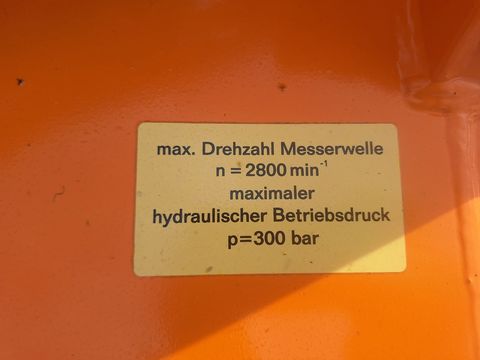 max. Drehzahl Messerwelle
n = 2800 min⁻¹
maximaler
hydraulischer Betriebsdruck
p=300 bar